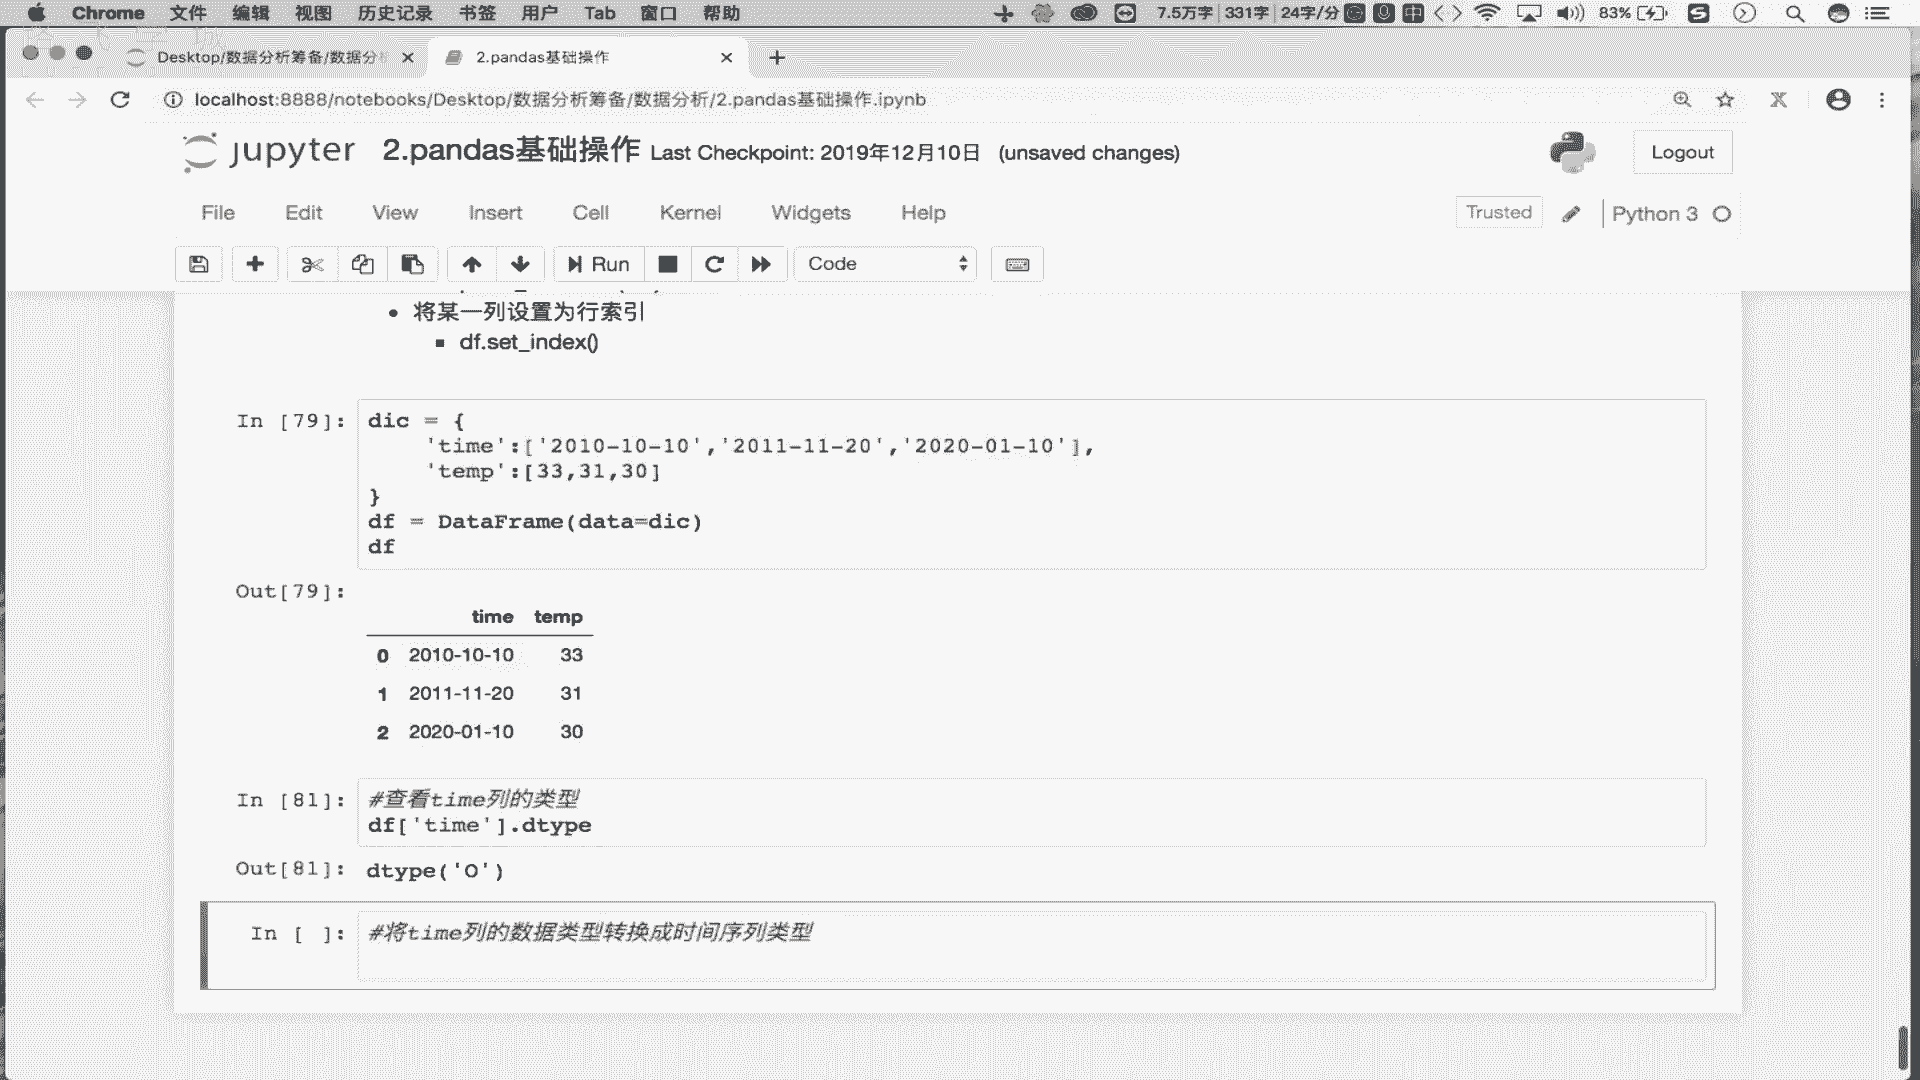 Chrome 文件 编辑 视图 历史记录 书签 用户 Tab 窗口 帮助 7.5万字 331字 24字/分 中 83%
Desktop/数据分析筹备/数据分析 2.pandas基础操作
localhost:8888/notebooks/Desktop/数据分析筹备/数据分析/2.pandas基础操作.ipynb
jupyter 2.pandas基础操作 Last Checkpoint: 2019年12月10日 (unsaved changes) Logout
File Edit View Insert Cell Kernel Widgets Help Trusted Python 3
Run Code
将某一列设置为行索引
df.set_index()
In [79]: dic = {
'time':['2010-10-10','2011-11-20','2020-01-10'],
'temp':[33,31,30]
}
df = DataFrame(data=dic)
df
Out[79]:
time temp
0 2010-10-10 33
1 2011-11-20 31
2 2020-01-10 30
In [81]: #查看time列的类型
df['time'].dtype
Out[81]: dtype('O')
In [ ]: #将time列的数据类型转换成时间序列类型